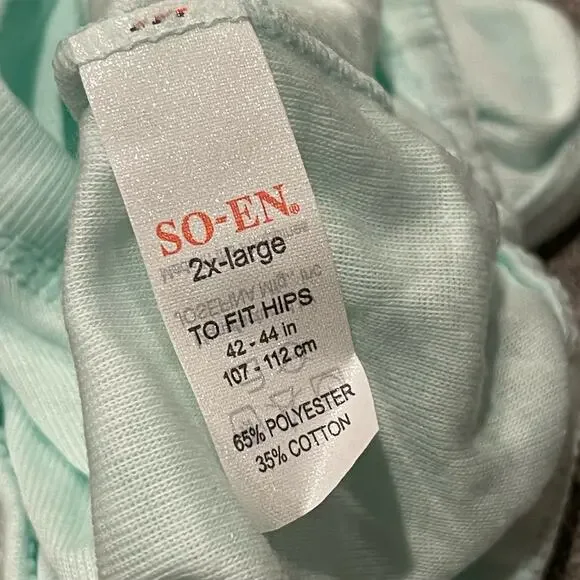 SO-EN®
2x-large
TO FIT HIPS
42 - 44 in
107 - 112 cm
65% POLYESTER
35% COTTON